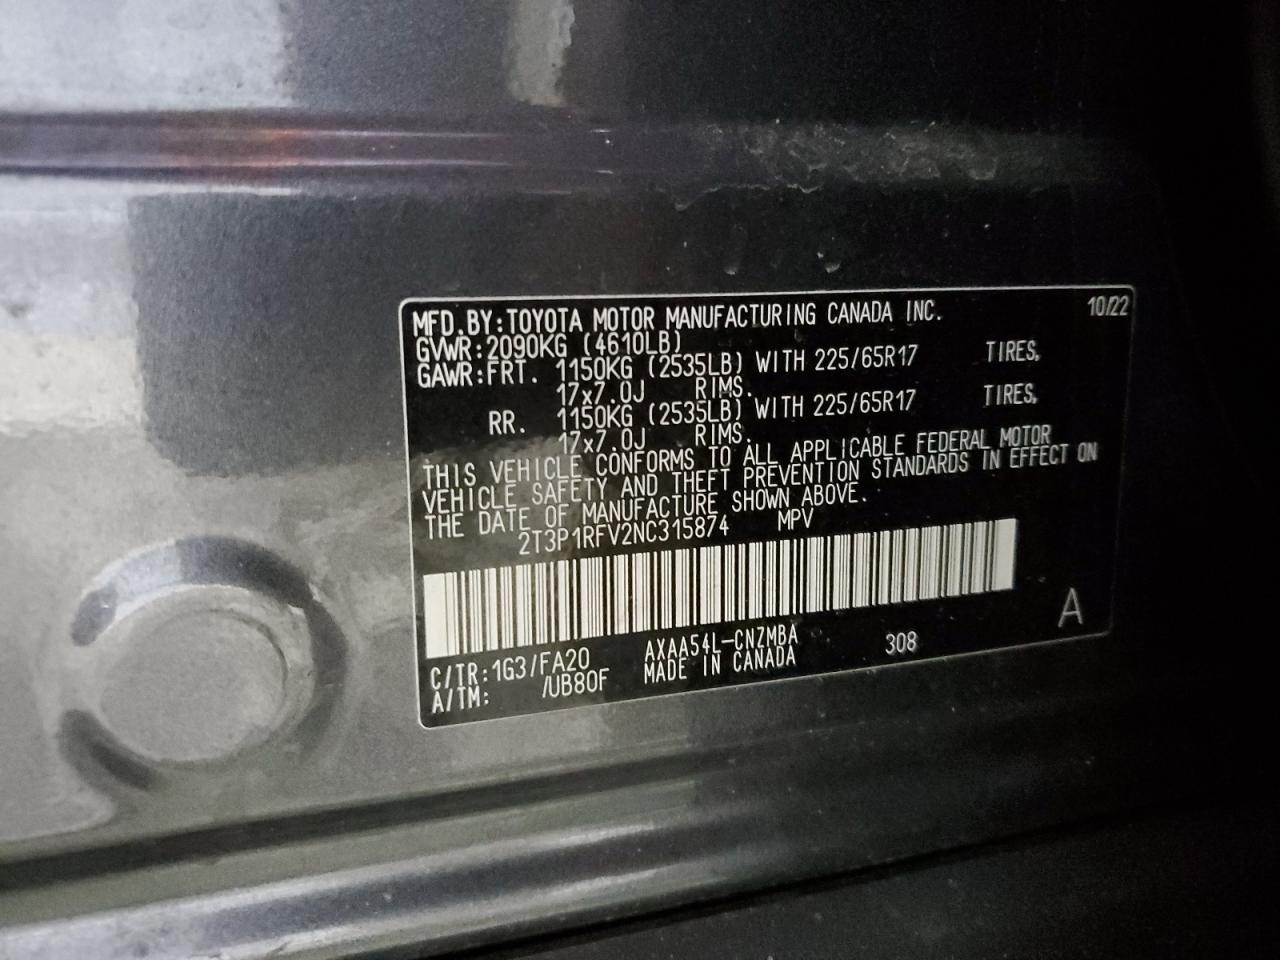 MFD.BY:TOYOTA MOTOR MANUFACTURING CANADA INC. 10/22
GVWR:2090KG (4610LB)
GAWR:FRT. 1150KG (2535LB) WITH 225/65R17 TIRES,
17x7.0J RIMS.
RR. 1150KG (2535LB) WITH 225/65R17 TIRES,
17x7.0J RIMS.
THIS VEHICLE CONFORMS TO ALL APPLICABLE FEDERAL MOTOR
VEHICLE SAFETY AND THEFT PREVENTION STANDARDS IN EFFECT ON
THE DATE OF MANUFACTURE SHOWN ABOVE.
2T3P1RFV2NC315874 MPV
A
C/TR:1G3/FA20 AXAA54L-CNZMBA 308
A/TM: /UB80F MADE IN CANADA